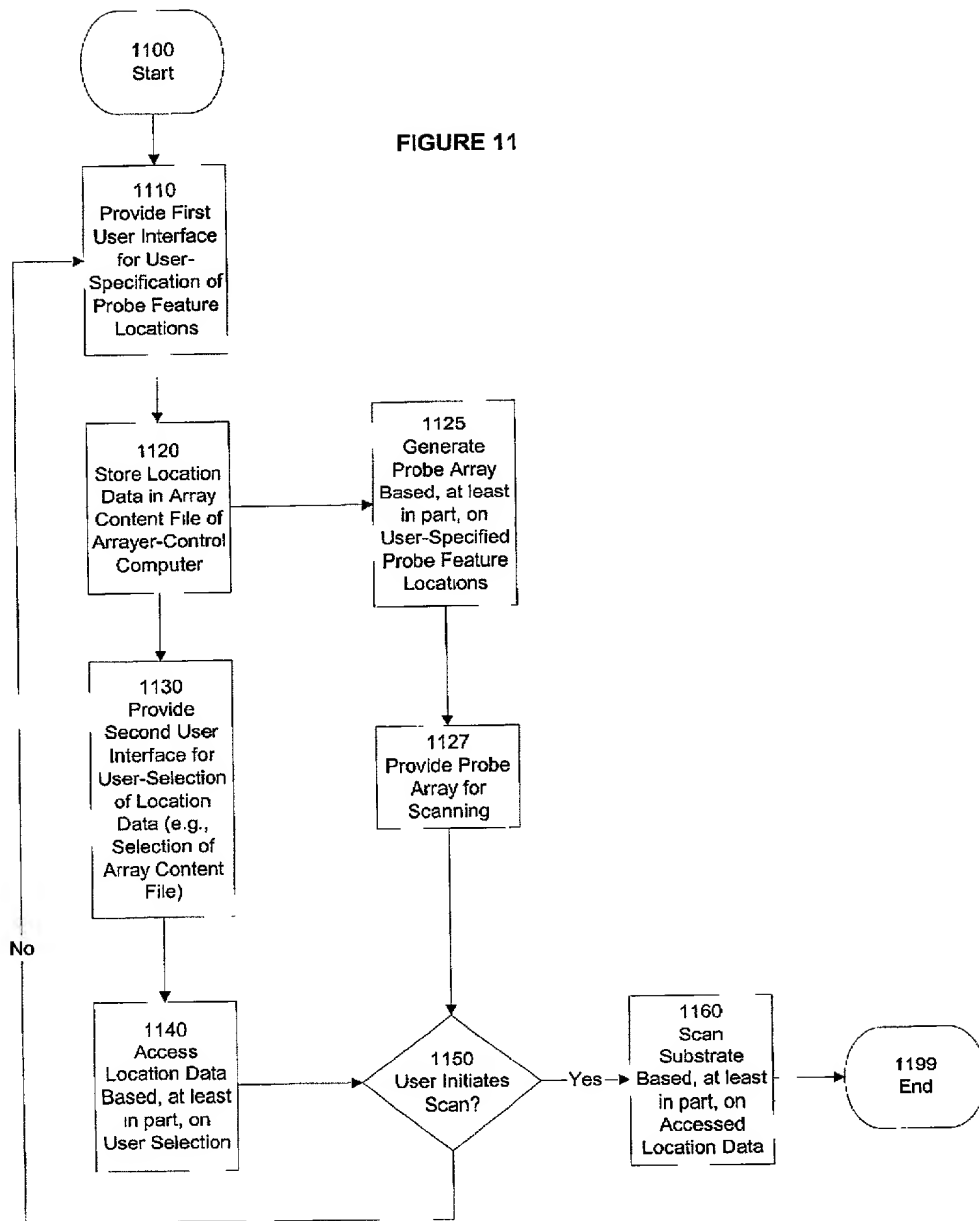 1100
Start
FIGURE 11
1110
Provide First
User Interface
for User-
Specification of
Probe Feature
Locations
1120
Store Location
Data in Array
Content File of
Arrayer-Control
Computer
1125
Generate
Probe Array
Based, at least
in part, on
User-Specified
Probe Feature
Locations
1130
Provide
Second User
Interface for
User-Selection
of Location
Data (e.g.,
Selection of
Array Content
File)
1127
Provide Probe
Array for
Scanning
No
1140
Access
Location Data
Based, at least
in part, on
User Selection
1150
User Initiates
Scan?
Yes
1160
Scan
Substrate
Based, at least
in part, on
Accessed
Location Data
1199
End